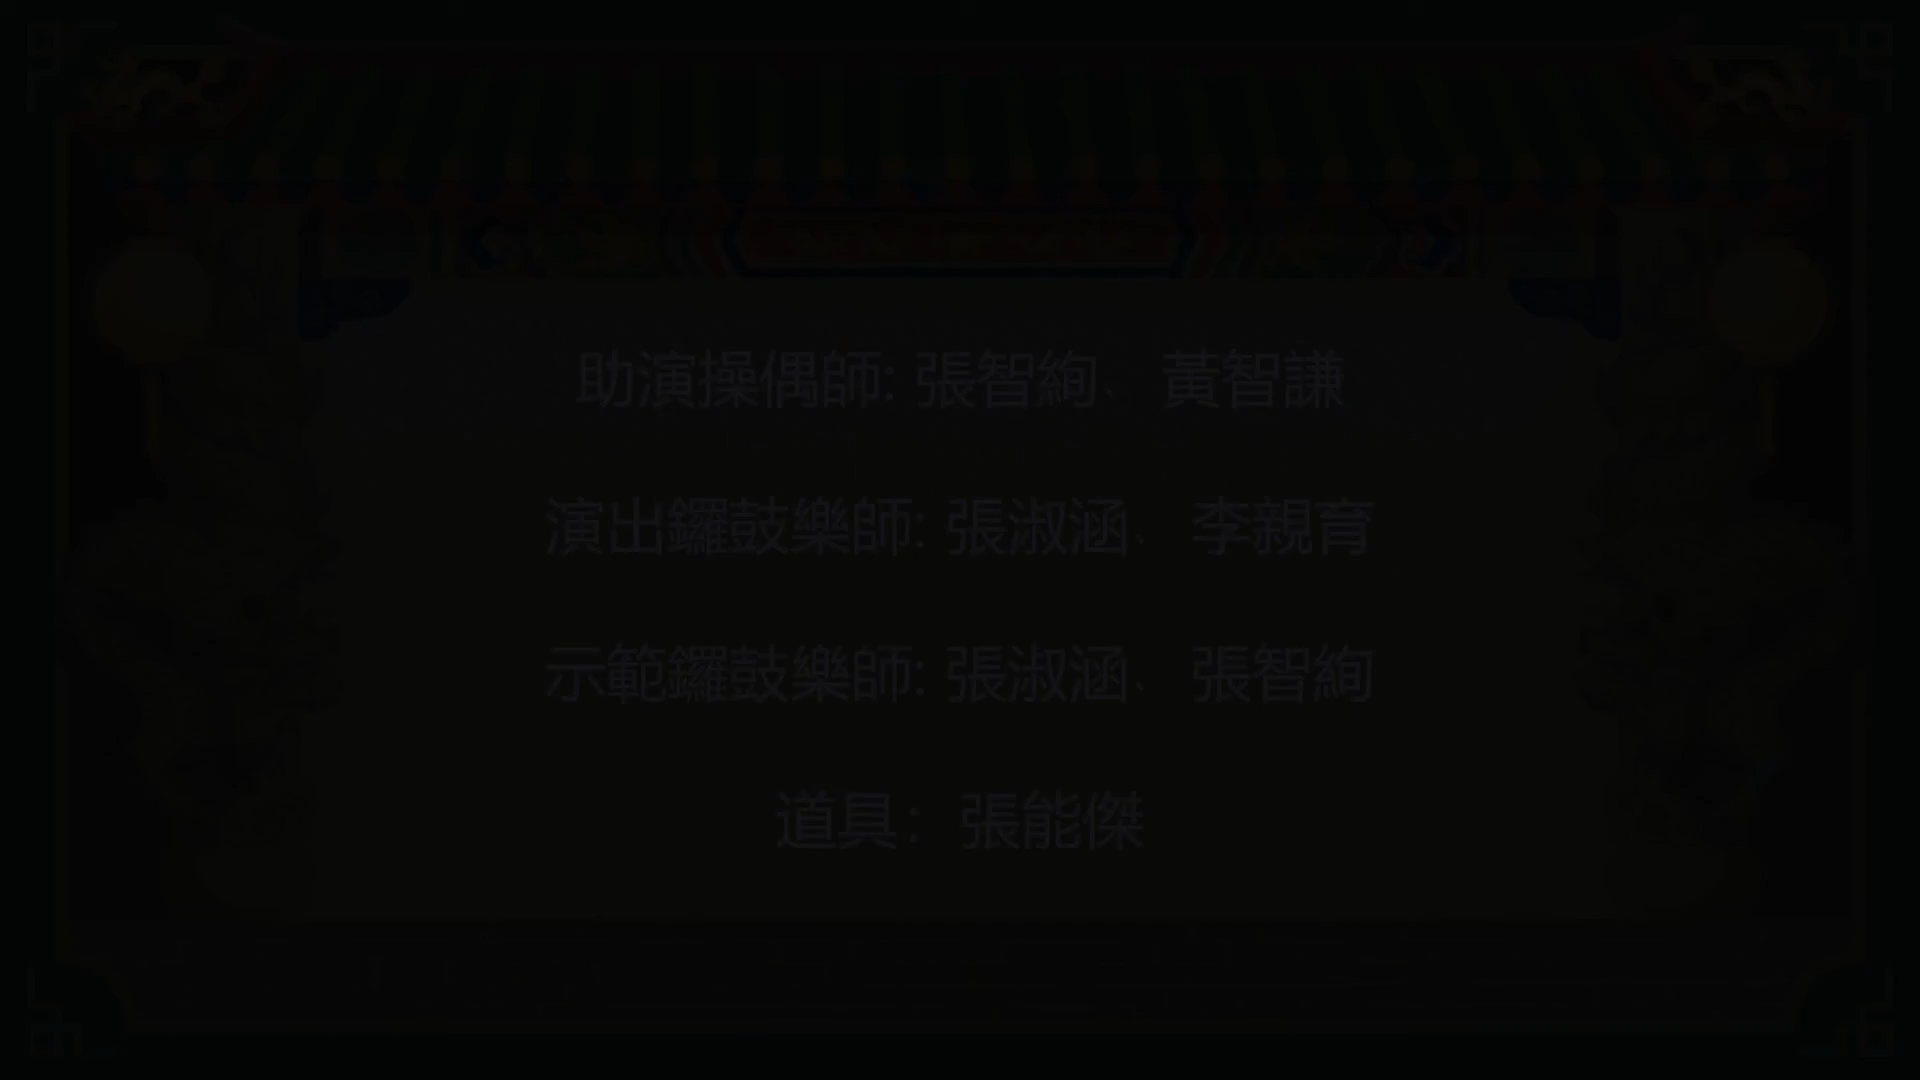 助演操偶師: 張智絢、黃智謙
演出鑼鼓樂師: 張淑涵、李親育
示範鑼鼓樂師: 張淑涵、張智絢
道具：張能傑